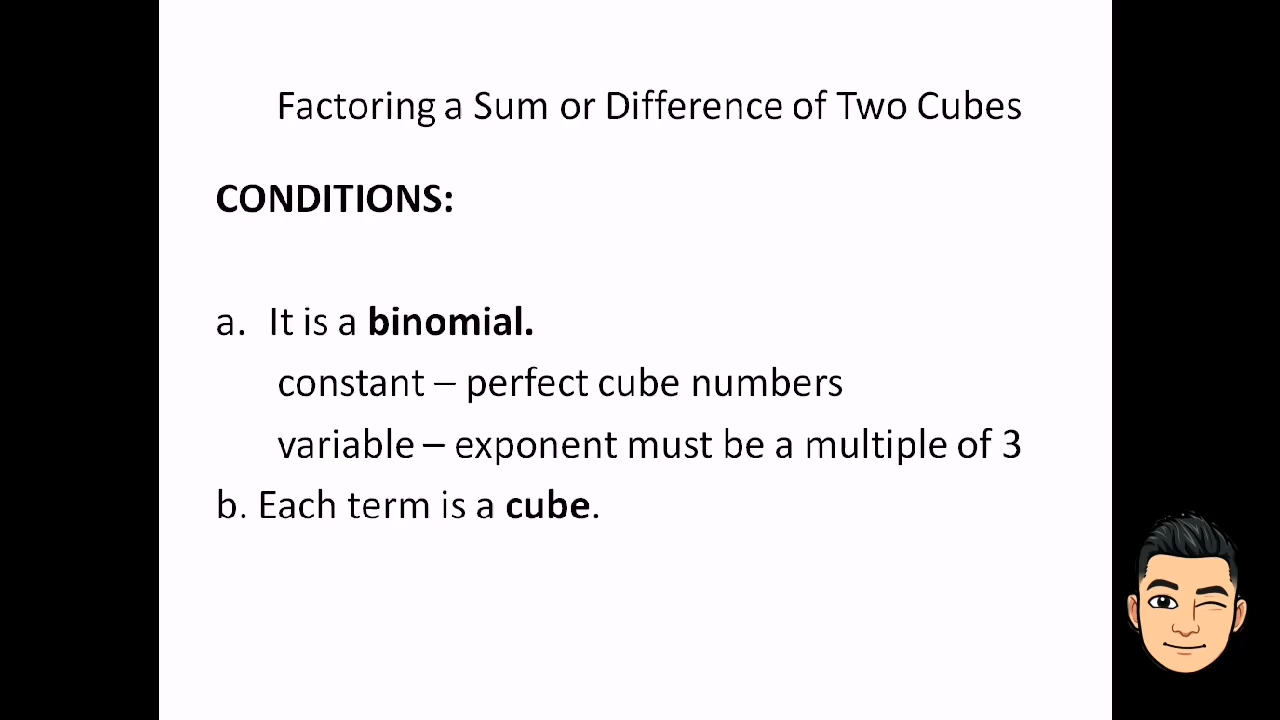 Factoring a Sum or Difference of Two Cubes
CONDITIONS:
a. It is a binomial.
constant – perfect cube numbers
variable – exponent must be a multiple of 3
b. Each term is a cube.